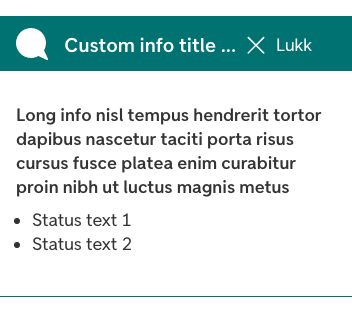 Custom info title ... Lukk
Long info nisl tempus hendrerit tortor
dapibus nascetur taciti porta risus
cursus fusce platea enim curabitur
proin nibh ut luctus magnis metus
• Status text 1
• Status text 2